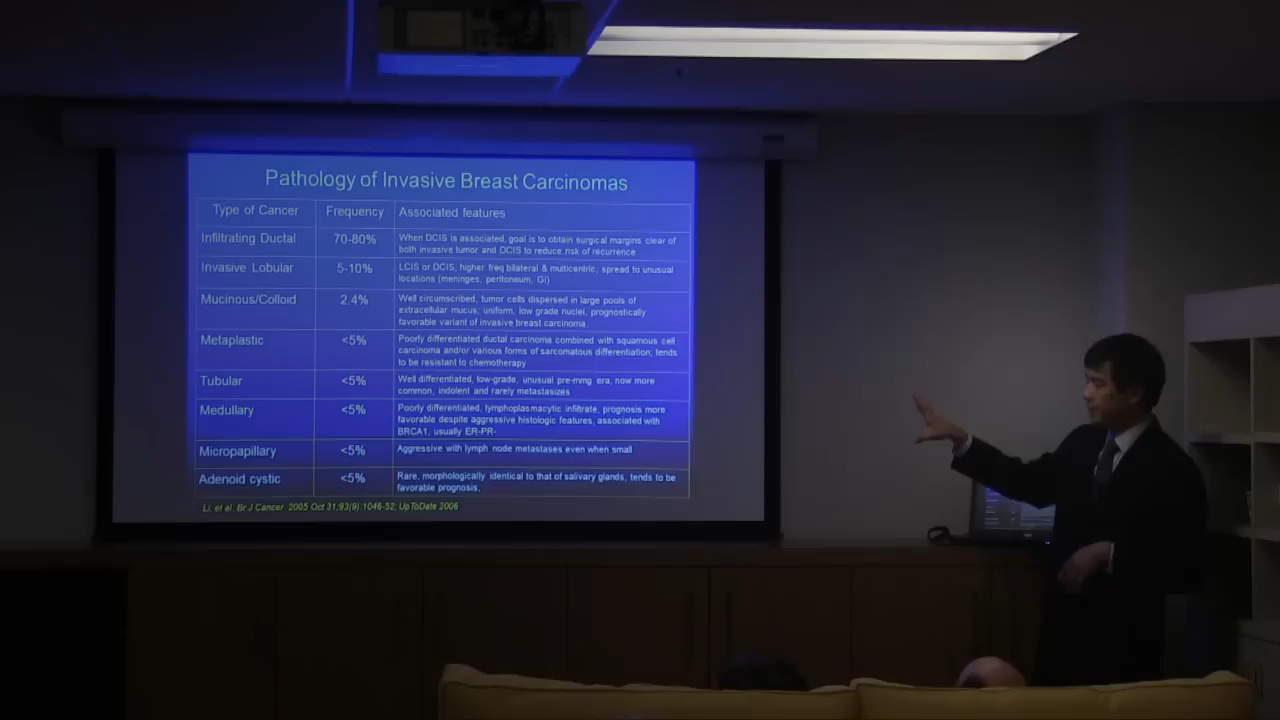 Pathology of Invasive Breast Carcinomas
Type of Cancer Frequency Associated features
Infiltrating Ductal 70-80% When DCIS is associated, goal is to obtain surgical margins clear of
both invasive tumor and DCIS to reduce risk of recurrence
Invasive Lobular 5-10% LCIS or DCIS; higher freq bilateral & multicentric, spread to unusual
locations (meninges, peritoneum, GI)
Mucinous/Colloid 2.4% Well circumscribed, tumor cells dispersed in large pools of
extracellular mucus, uniform, low grade nuclei, prognostically
favorable variant of invasive breast carcinoma.
Metaplastic <5% Poorly differentiated ductal carcinoma combined with squamous cell
carcinoma and/or various forms of sarcomatous differentiation; tends
to be resistant to chemotherapy
Tubular <5% Well differentiated, low-grade, unusual pre-mmg era, now more
common, indolent and rarely metastasizes
Medullary <5% Poorly differentiated, lymphoplasmacytic infiltrate, prognosis more
favorable despite aggressive histologic features, associated with
BRCA1, usually ER-PR-
Micropapillary <5% Aggressive with lymph node metastases even when small
Adenoid cystic <5% Rare, morphologically identical to that of salivary glands, tends to be
favorable prognosis.
Li, et al. Br J Cancer. 2005 Oct 31;93(9):1046-52; UpToDate 2006